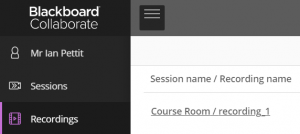 Blackboard
Collaborate
Mr Ian Pettit
Sessions
Recordings
Session name / Recording name
Course Room / recording_1